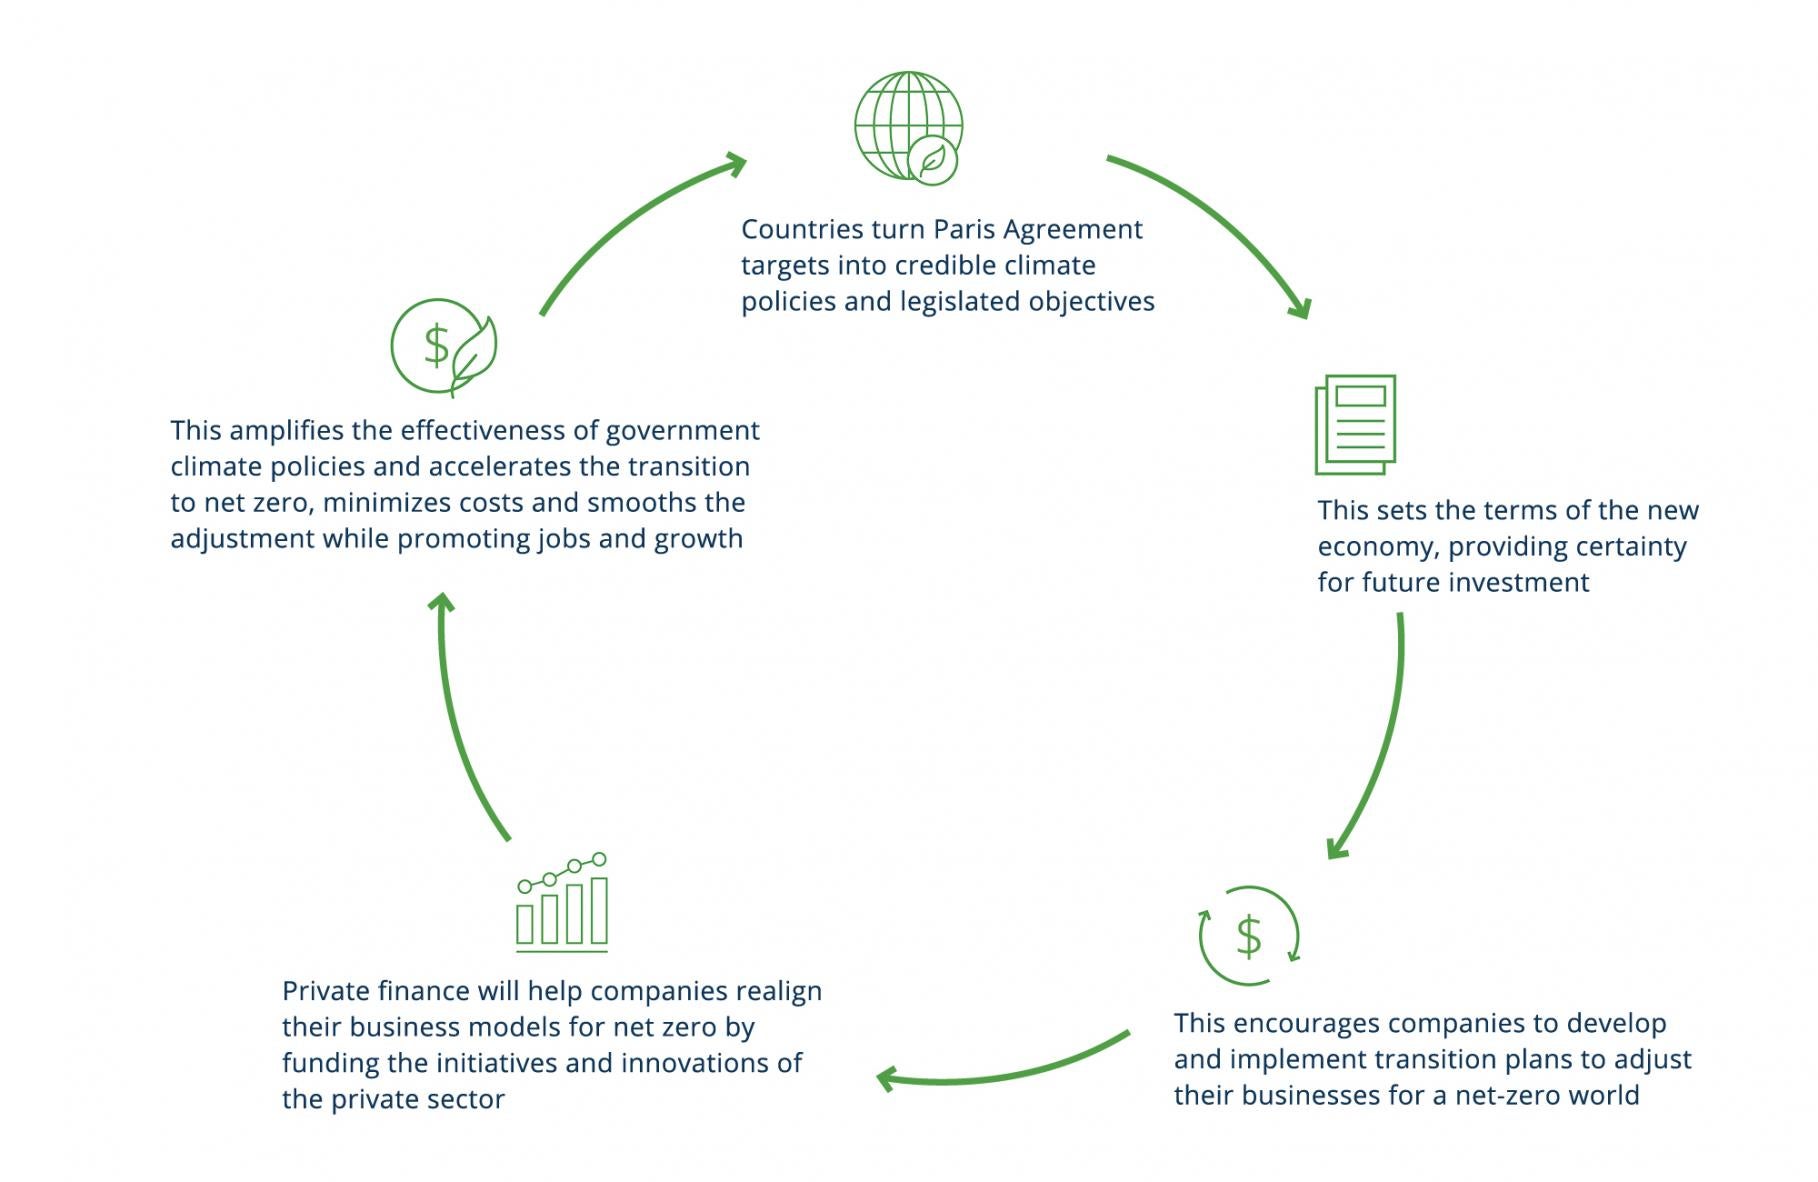 Countries turn Paris Agreement
targets into credible climate
policies and legislated objectives
This sets the terms of the new
economy, providing certainty
for future investment
$
This encourages companies to develop
and implement transition plans to adjust
their businesses for a net-zero world
Private finance will help companies realign
their business models for net zero by
funding the initiatives and innovations of
the private sector
$
This amplifies the effectiveness of government
climate policies and accelerates the transition
to net zero, minimizes costs and smooths the
adjustment while promoting jobs and growth